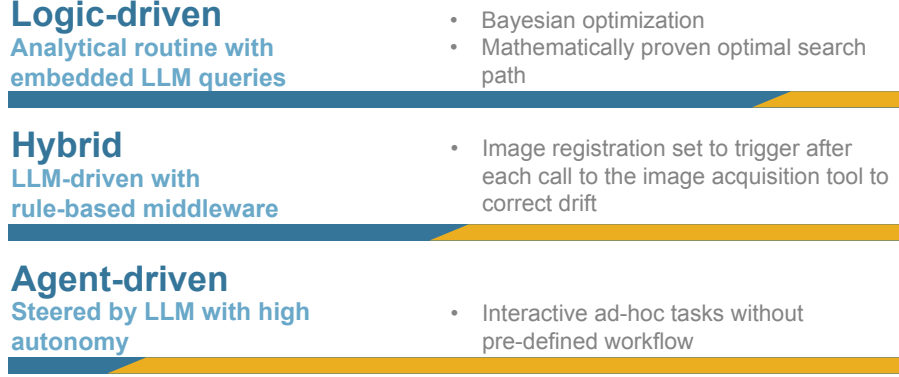 Logic-driven
Analytical routine with
embedded LLM queries
• Bayesian optimization
• Mathematically proven optimal search
path
Hybrid
LLM-driven with
rule-based middleware
• Image registration set to trigger after
each call to the image acquisition tool to
correct drift
Agent-driven
Steered by LLM with high
autonomy
• Interactive ad-hoc tasks without
pre-defined workflow